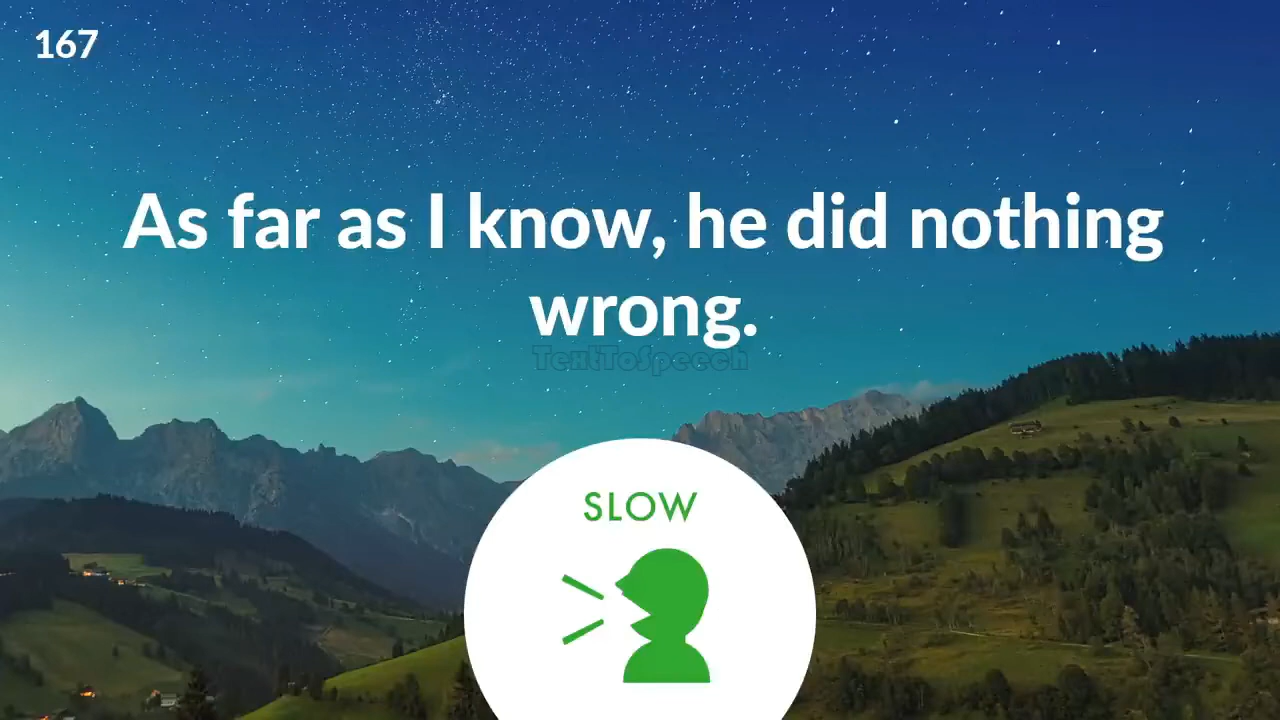 167
As far as I know, he did nothing
wrong.
TextToSpeech
SLOW